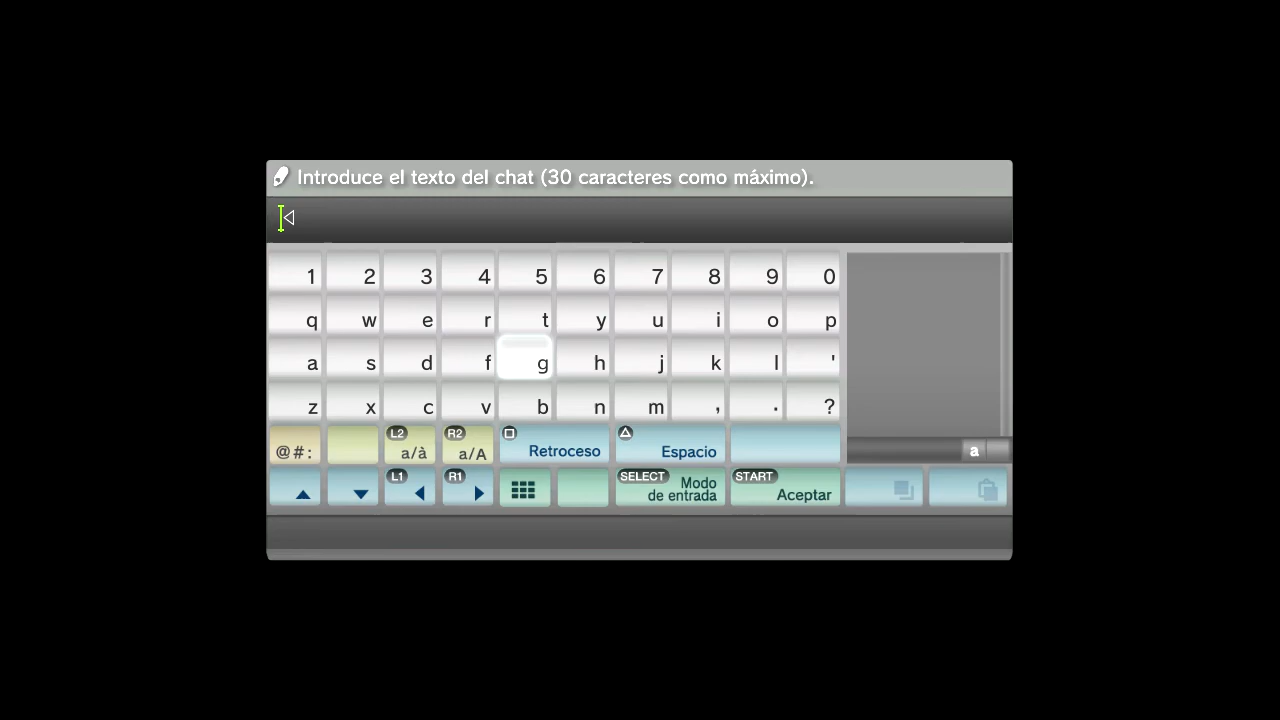 Introduce el texto del chat (30 caracteres como máximo).
1 2 3 4 5 6 7 8 9 0
q w e r t y u i o p
a s d f g h j k l '
z x c v b n m , . ?
@#: L2 a/à R2 a/A Retroceso Espacio
a
L1 R1 SELECT Modo de entrada START Aceptar